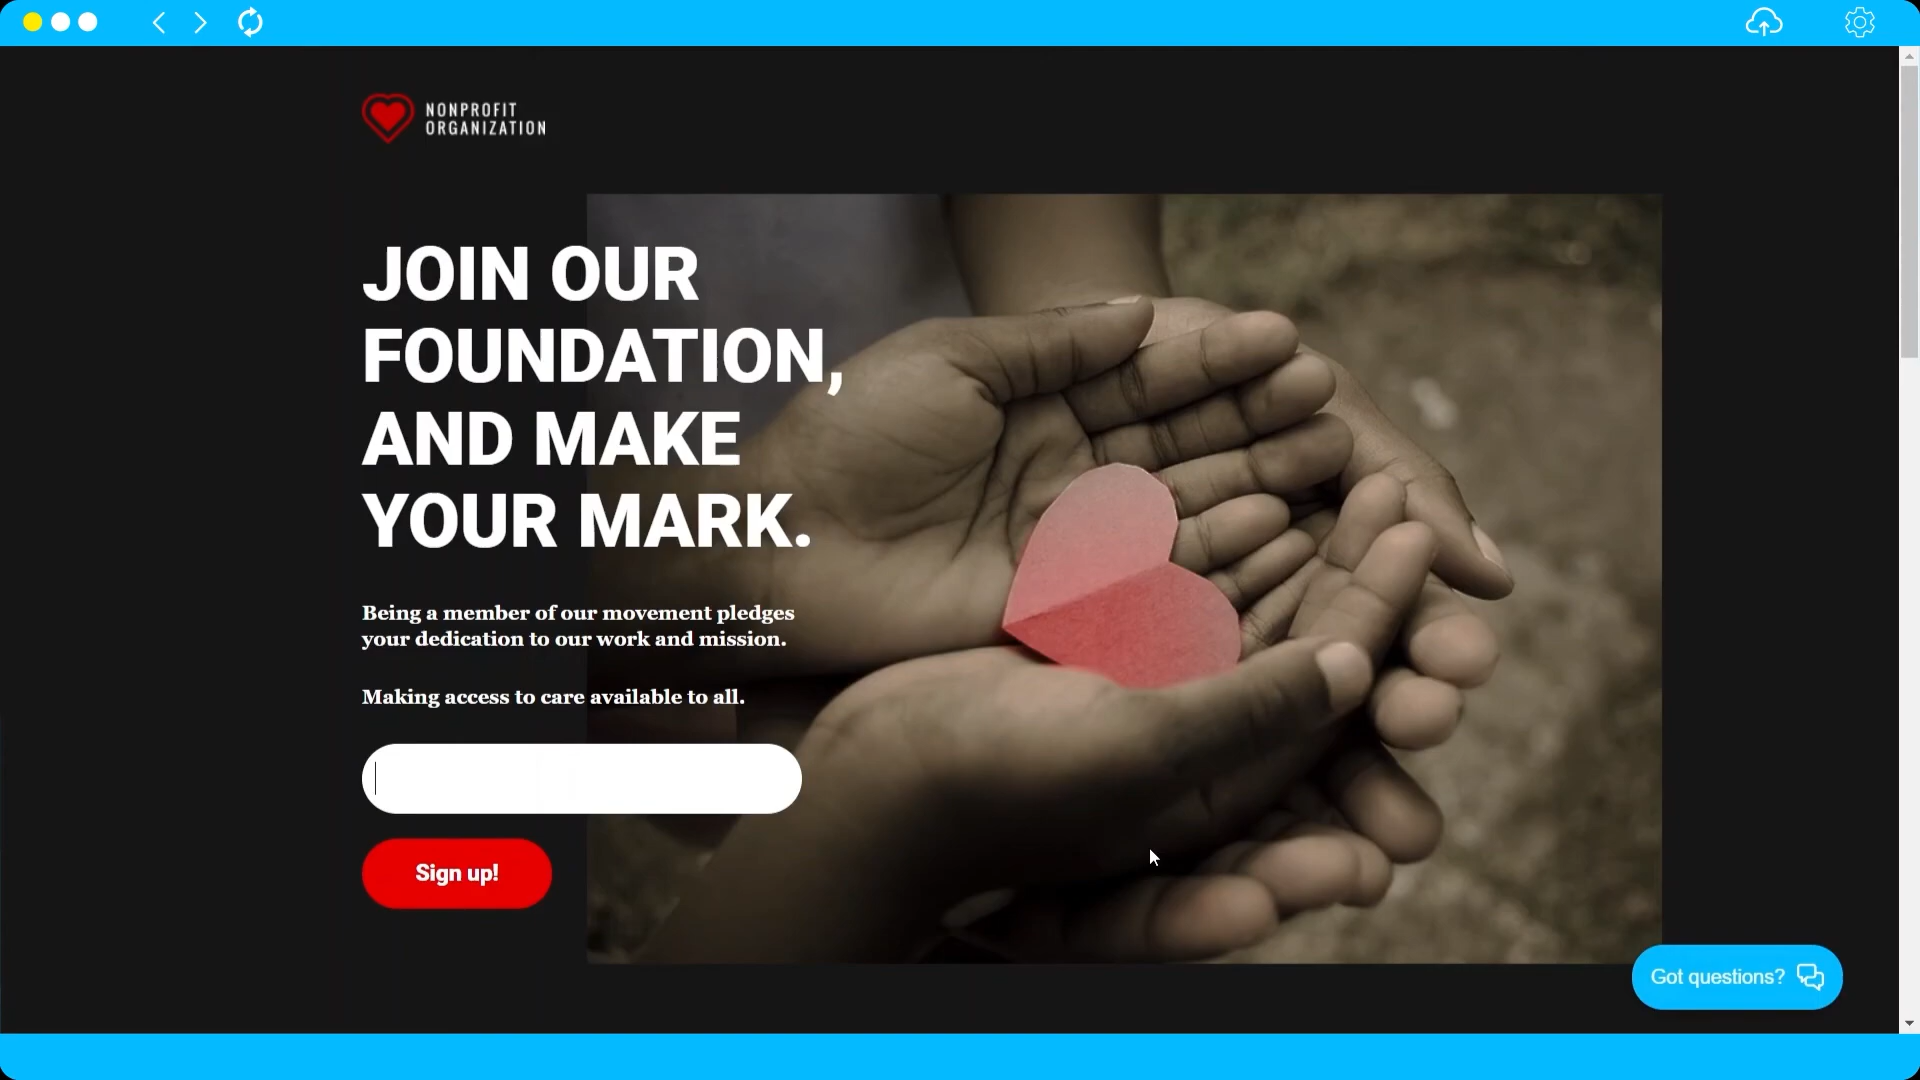 NONPROFIT
ORGANIZATION
JOIN OUR
FOUNDATION,
AND MAKE
YOUR MARK.
Being a member of our movement pledges
your dedication to our work and mission.
Making access to care available to all.
Sign up!
Got questions?